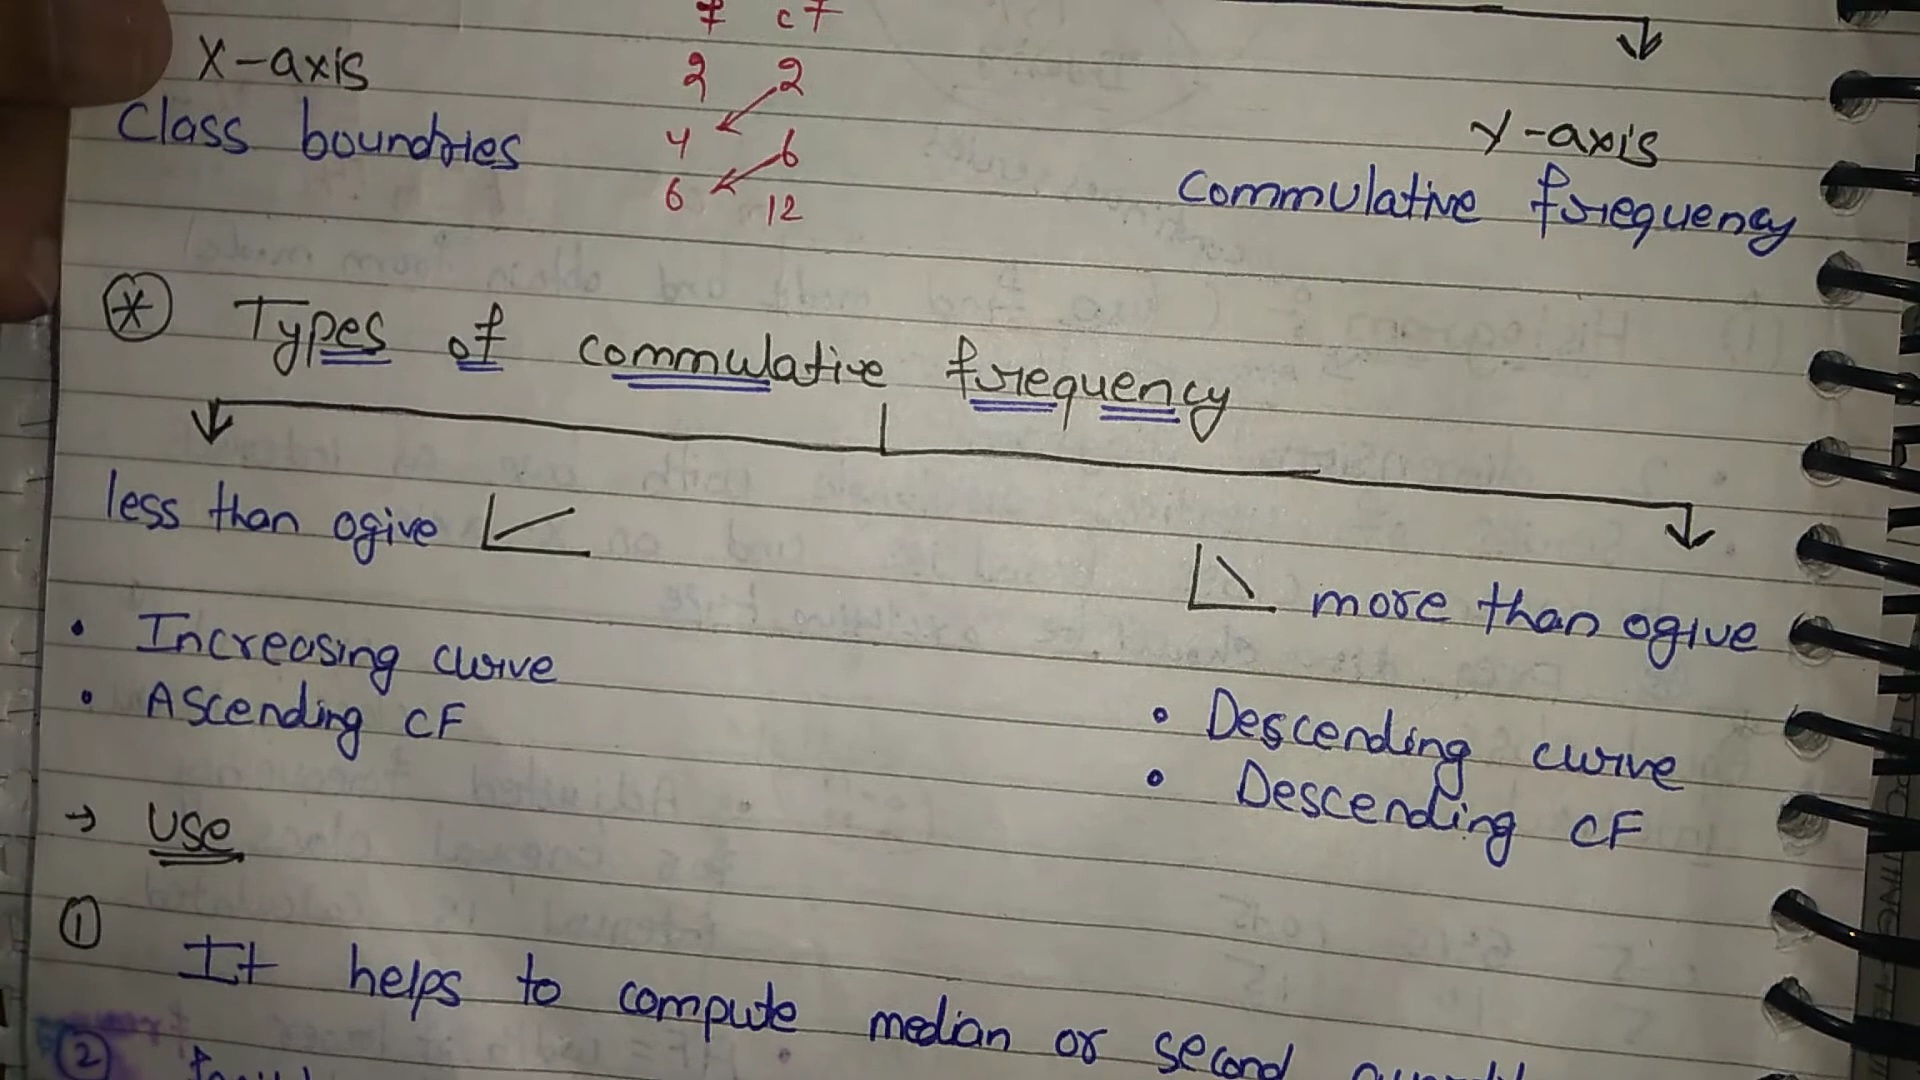 f cf
X-axis
2 2
Class boundries
4 6
6 12
Y-axis
Commulative frequency
* Types of commulative frequency
less than ogive
more than ogive
• Increasing curve
• Ascending CF
• Descending curve
• Descending CF
→ Use
①
It helps to compute median or second
②